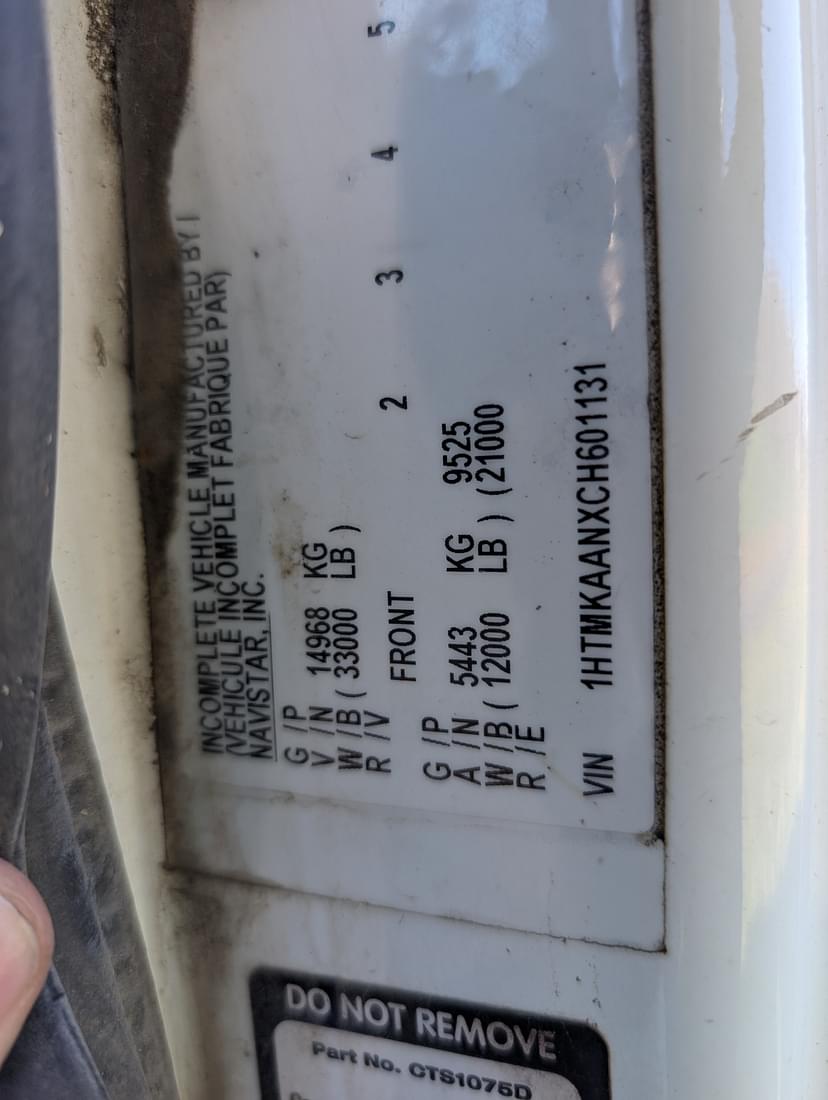 INCOMPLETE VEHICLE MANUFACTURED BY
(VEHICULE INCOMPLET FABRIQUE PAR)
NAVISTAR, INC.
G /P
V /N 14968 KG
W /B ( 33000 LB )
R /V
FRONT 2 3 4 5
G /P
A /N 5443 KG 9525
W /B ( 12000 LB ) ( 21000
R /E
VIN 1HTMKAANXCH601131
DO NOT REMOVE
Part No. CTS1075D